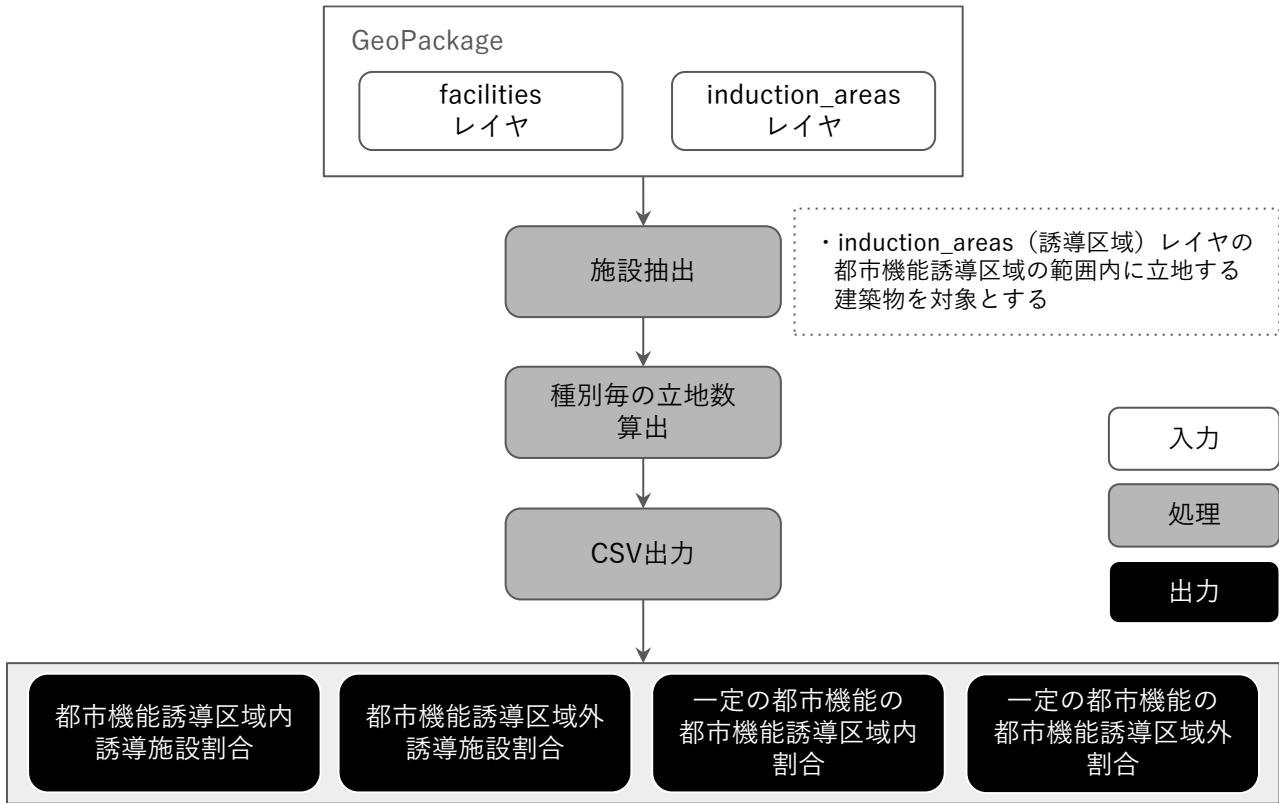 GeoPackage
facilities
レイヤ
induction_areas
レイヤ
施設抽出
・induction_areas（誘導区域）レイヤの
都市機能誘導区域の範囲内に立地する
建築物を対象とする
種別毎の立地数
算出
CSV出力
入力
処理
出力
都市機能誘導区域内
誘導施設割合
都市機能誘導区域外
誘導施設割合
一定の都市機能の
都市機能誘導区域内
割合
一定の都市機能の
都市機能誘導区域外
割合